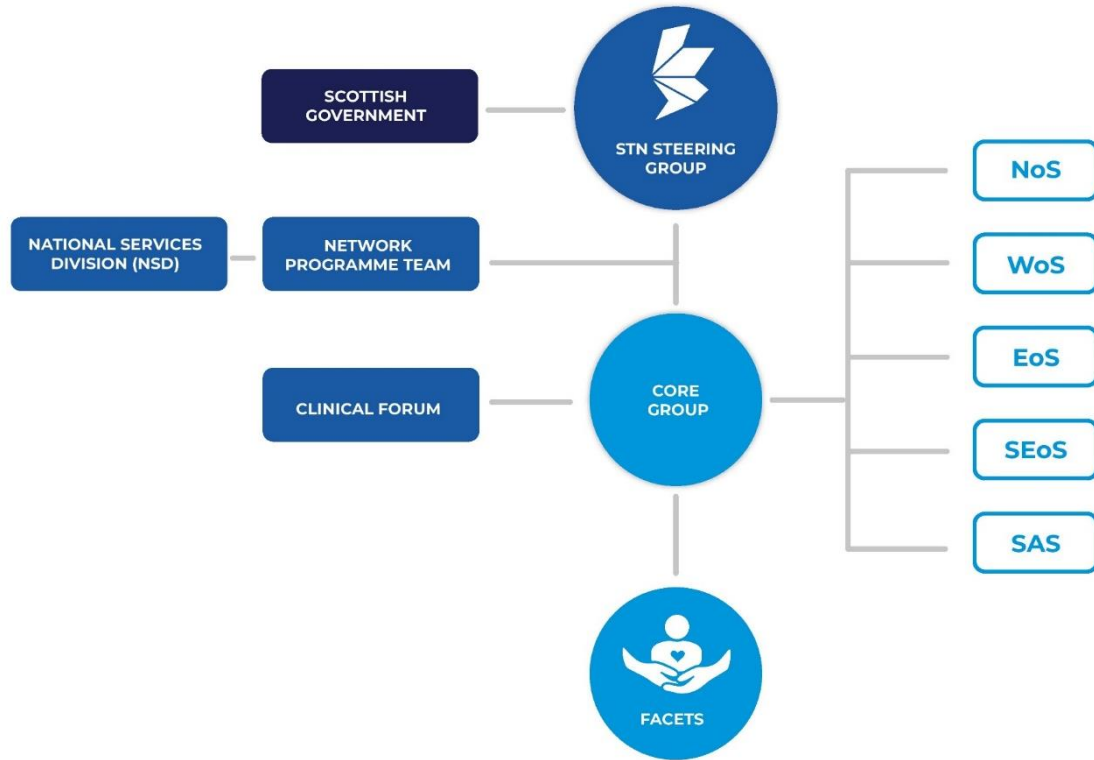 SCOTTISH
GOVERNMENT
STN STEERING
GROUP
NoS
NATIONAL SERVICES
DIVISION (NSD)
NETWORK
PROGRAMME TEAM
WoS
EoS
CLINICAL FORUM
CORE
GROUP
SEoS
SAS
FACETS